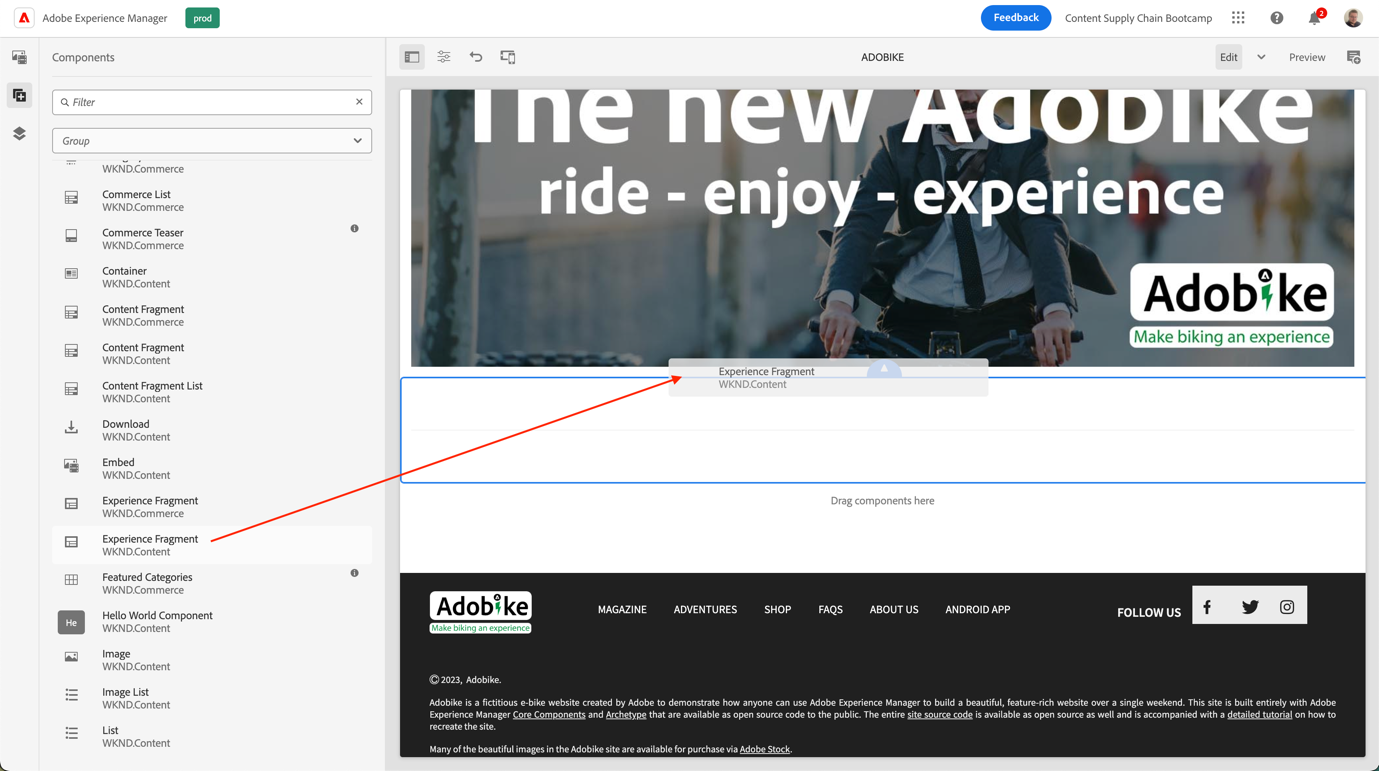 Adobe Experience Manager
prod
Feedback
Content Supply Chain Bootcamp
2
Components
ADOBIKE
Edit
Preview
Filter
Group
WKND.Commerce
Commerce List
WKND.Commerce
Commerce Teaser
WKND.Commerce
Container
WKND.Content
Content Fragment
WKND.Commerce
Content Fragment
WKND.Content
Content Fragment List
WKND.Content
Download
WKND.Content
Embed
WKND.Content
Experience Fragment
WKND.Commerce
Experience Fragment
WKND.Content
Featured Categories
WKND.Commerce
He
Hello World Component
WKND.Content
Image
WKND.Content
Image List
WKND.Content
List
WKND.Content
The new Adobike
ride - enjoy - experience
Adobike
Make biking an experience
Experience Fragment
WKND.Content
Drag components here
Adobike
Make biking an experience
MAGAZINE
ADVENTURES
SHOP
FAQS
ABOUT US
ANDROID APP
FOLLOW US
© 2023, Adobike.
Adobike is a fictitious e-bike website created by Adobe to demonstrate how anyone can use Adobe Experience Manager to build a beautiful, feature-rich website over a single weekend. This site is built entirely with Adobe
Experience Manager Core Components and Archetype that are available as open source code to the public. The entire site source code is available as open source as well and is accompanied with a detailed tutorial on how to
recreate the site.
Many of the beautiful images in the Adobike site are available for purchase via Adobe Stock.